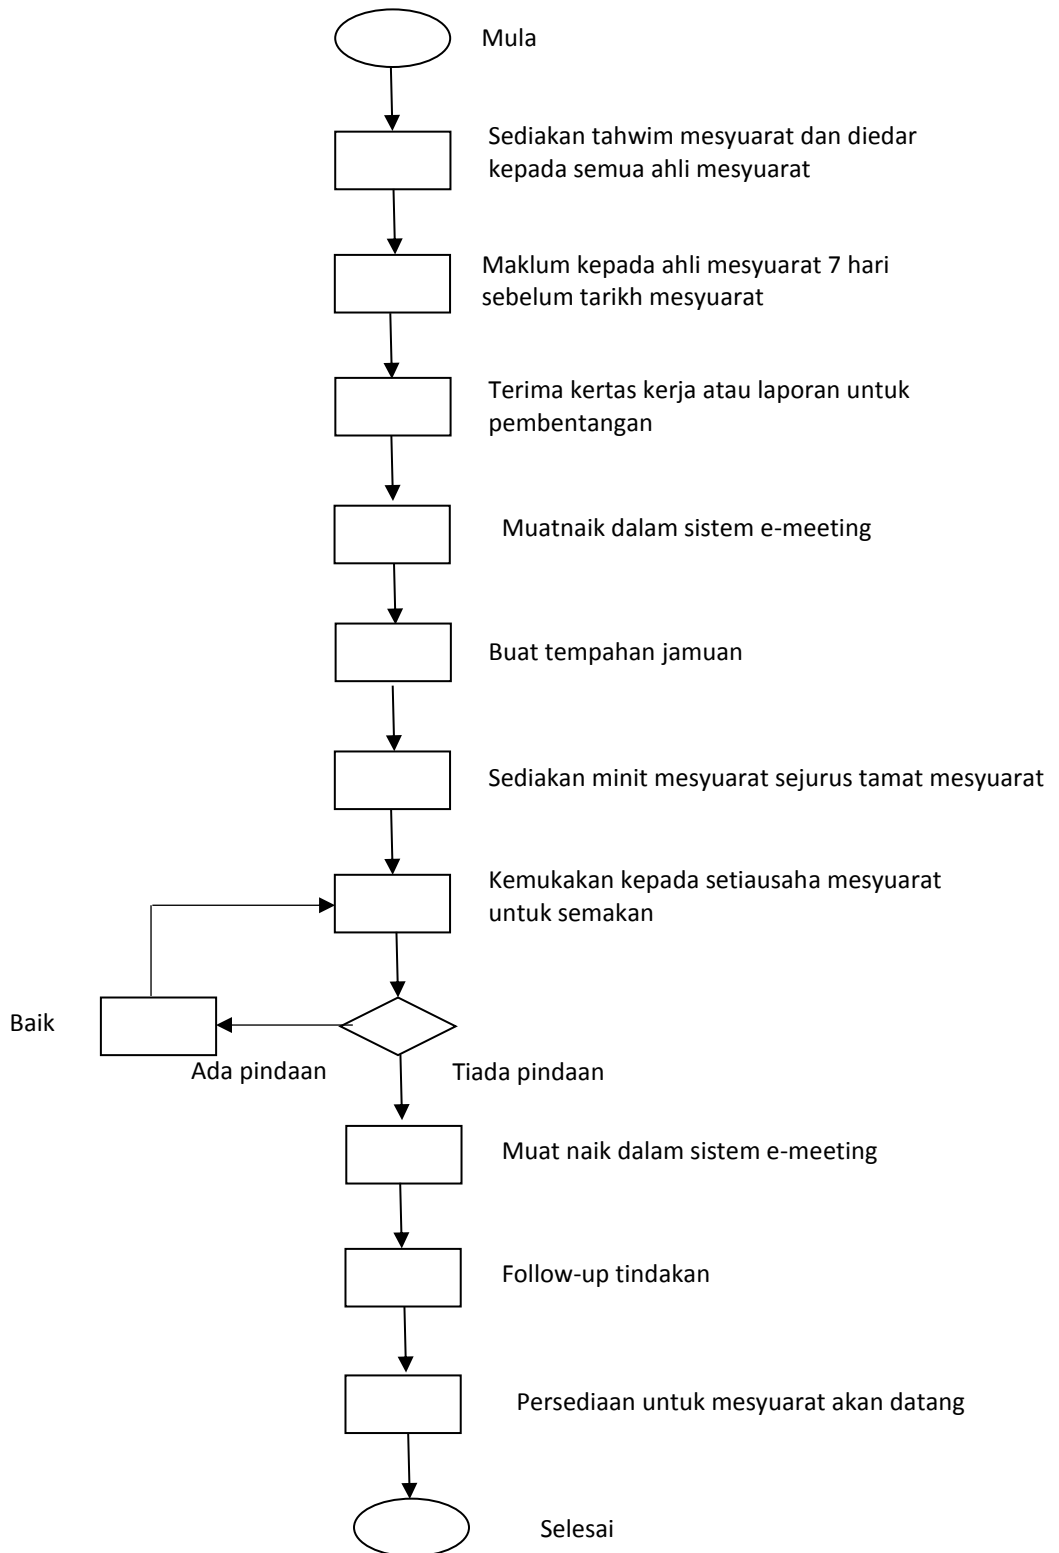 Mula
Sediakan tahwim mesyuarat dan diedar
kepada semua ahli mesyuarat
Maklum kepada ahli mesyuarat 7 hari
sebelum tarikh mesyuarat
Terima kertas kerja atau laporan untuk
pembentangan
Muatnaik dalam sistem e-meeting
Buat tempahan jamuan
Sediakan minit mesyuarat sejurus tamat mesyuarat
Kemukakan kepada setiausaha mesyuarat
untuk semakan
Baik
Ada pindaan
Tiada pindaan
Muat naik dalam sistem e-meeting
Follow-up tindakan
Persediaan untuk mesyuarat akan datang
Selesai